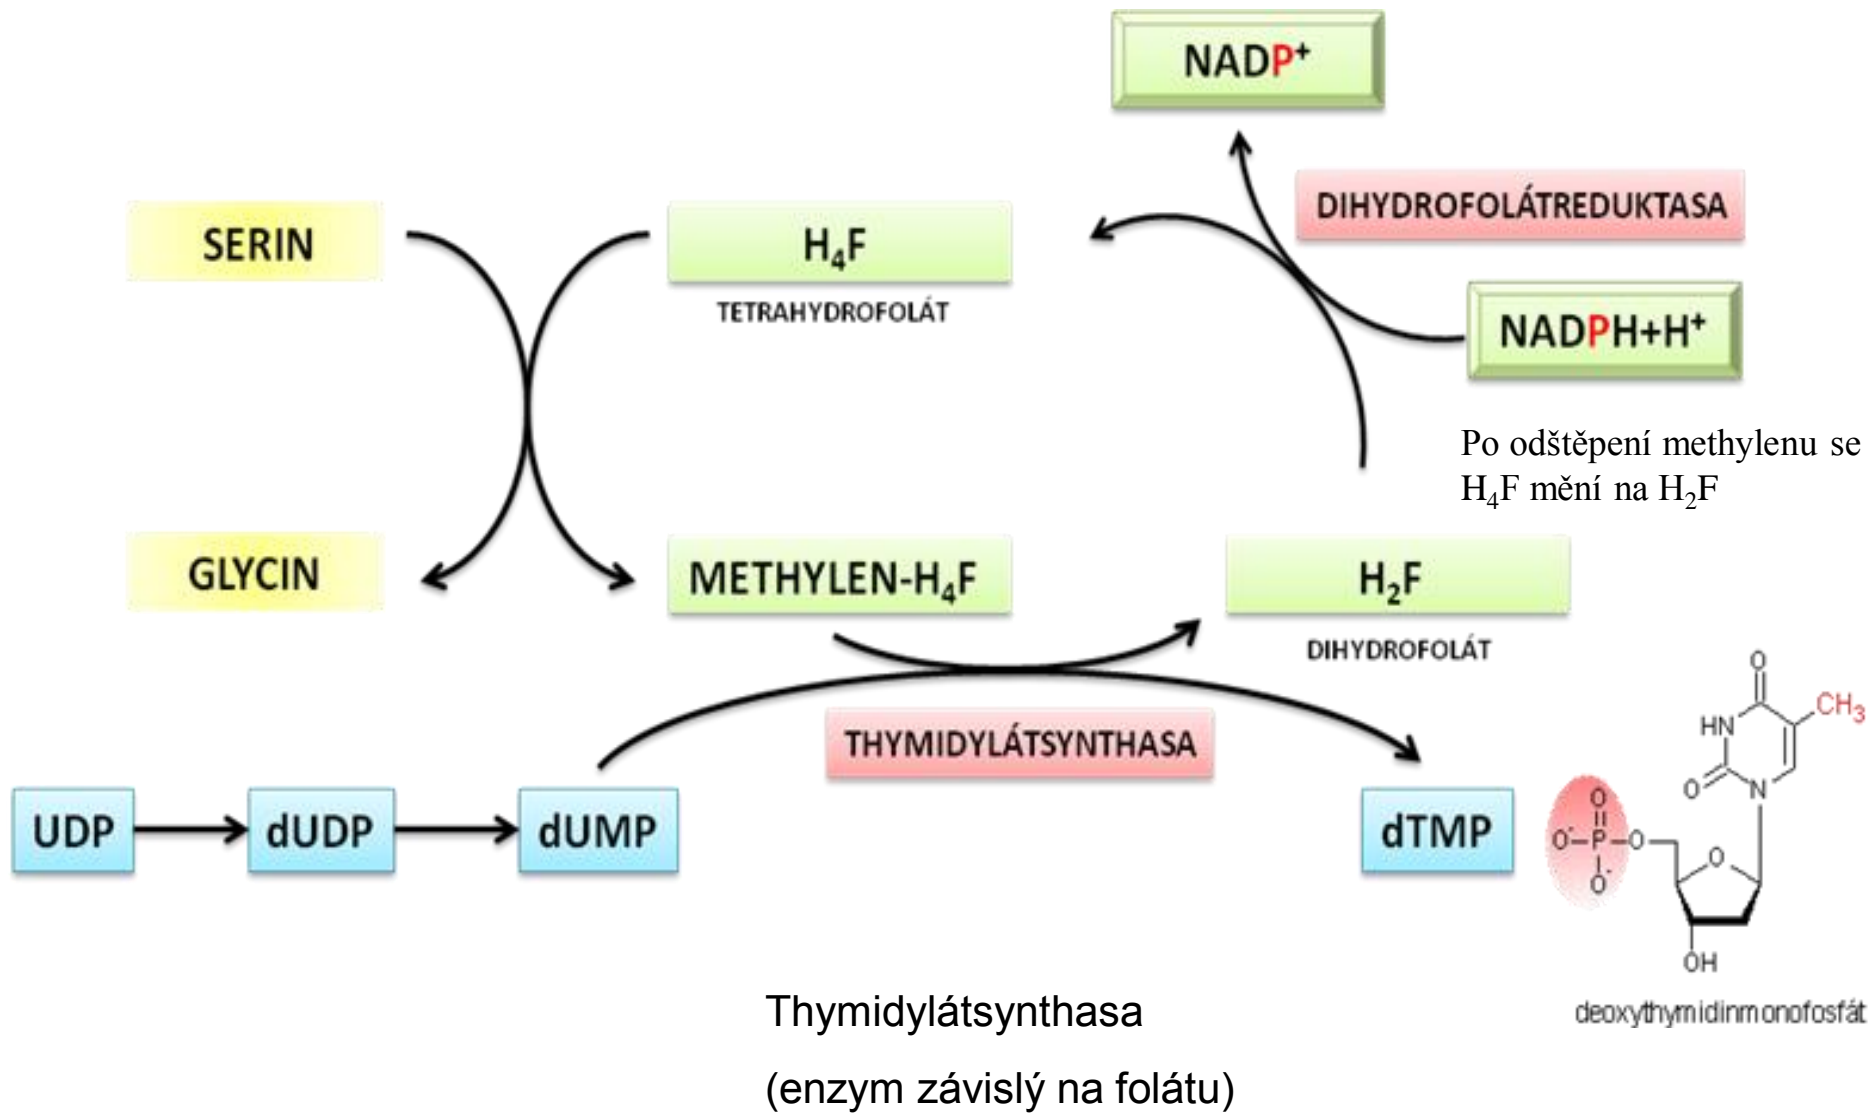 NADP⁺
DIHYDROFOLÁTREDUKTASA
SERIN
H₄F
TETRAHYDROFOLÁT
NADPH+H⁺
Po odštěpení methylenu se
H₄F mění na H₂F
GLYCIN
METHYLEN-H₄F
H₂F
DIHYDROFOLÁT
THYMIDYLÁTSYNTHASA
UDP
dUDP
dUMP
dTMP
O
CH₃
HN
O
N
O
O⁻
P
O
O⁻
O
OH
deoxythymidinmonofosfát
Thymidylátsynthasa
(enzym závislý na folátu)